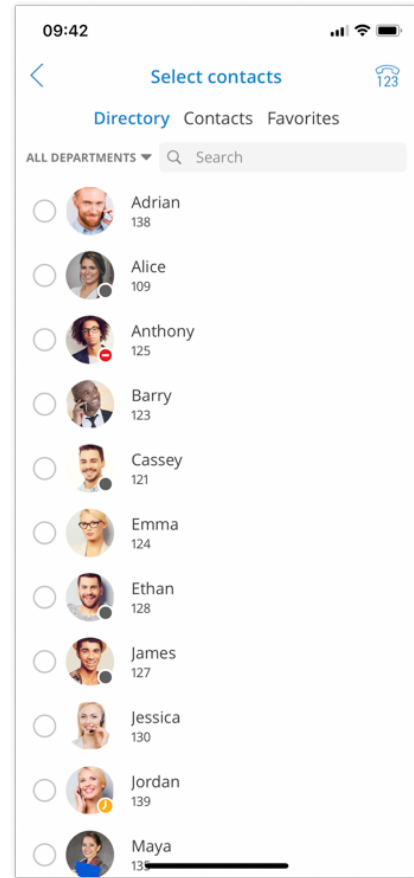 09:42
Select contacts
123
Directory Contacts Favorites
ALL DEPARTMENTS Search
Adrian
138
Alice
109
Anthony
125
Barry
123
Cassey
121
Emma
124
Ethan
128
James
127
Jessica
130
Jordan
139
Maya
135